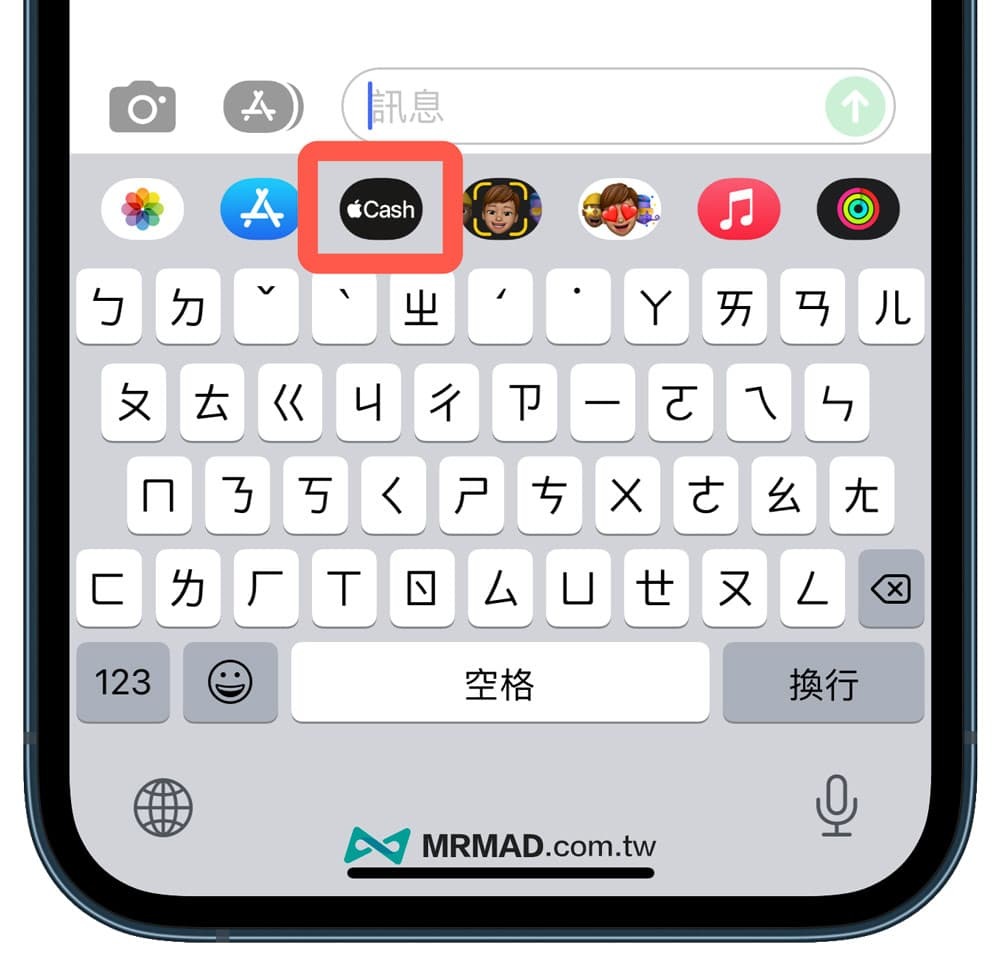 訊息
Cash
ㄅ ㄉ ˇ ˋ ㄓ ˊ ˙ ㄚ ㄞ ㄢ ㄦ
ㄆ ㄊ ㄍ ㄐ ㄔ ㄗ ㄧ ㄛ ㄟ ㄣ
ㄇ ㄋ ㄎ ㄑ ㄕ ㄘ ㄨ ㄜ ㄠ ㄤ
ㄈ ㄌ ㄏ ㄒ ㄖ ㄙ ㄩ ㄝ ㄡ ㄥ
123 空格 換行
MRMAD.com.tw